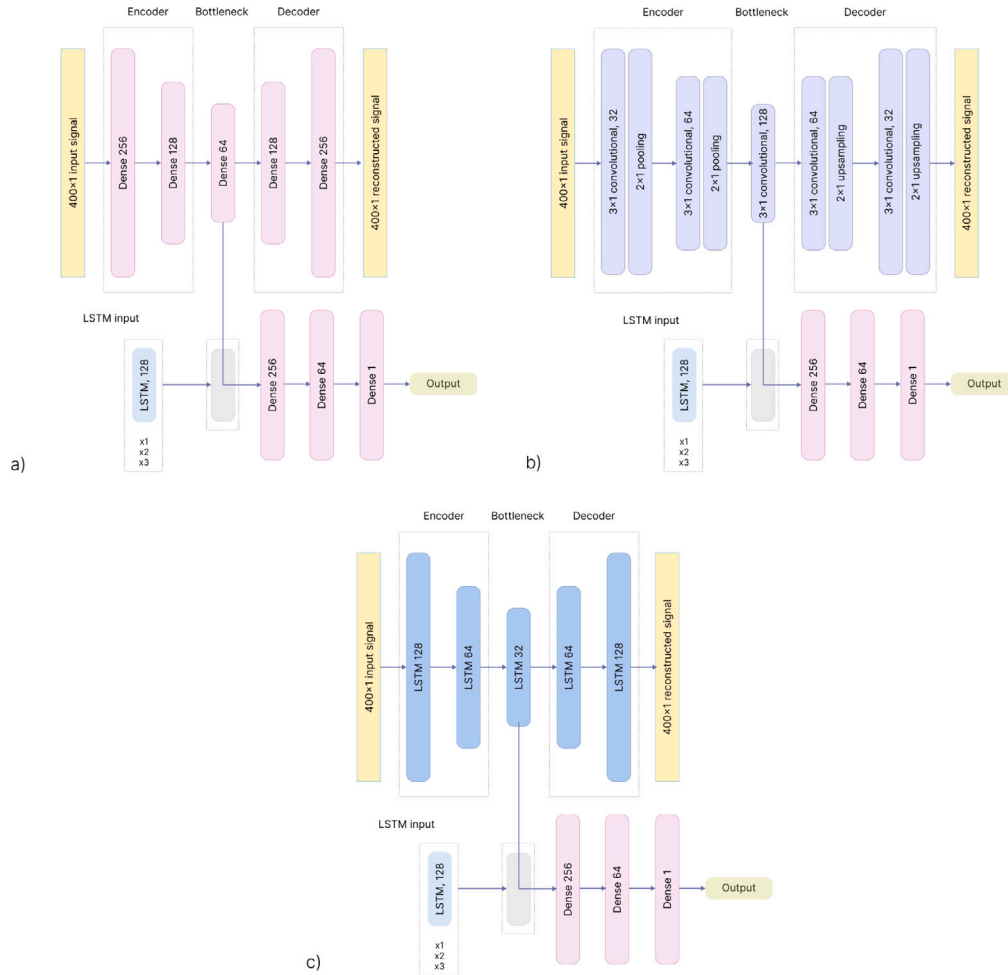 Encoder
Bottleneck
Decoder
400×1 input signal
Dense 256
Dense 128
Dense 64
Dense 128
Dense 256
400×1 reconstructed signal
LSTM input
LSTM, 128
x1
x2
x3
Dense 256
Dense 64
Dense 1
Output
a)
Encoder
Bottleneck
Decoder
400×1 input signal
3×1 convolutional, 32
2×1 pooling
3×1 convolutional, 64
2×1 pooling
3×1 convolutional, 128
3×1 convolutional, 64
2×1 upsampling
3×1 convolutional, 32
2×1 upsampling
400×1 reconstructed signal
LSTM input
LSTM, 128
x1
x2
x3
Dense 256
Dense 64
Dense 1
Output
b)
Encoder
Bottleneck
Decoder
400×1 input signal
LSTM 128
LSTM 64
LSTM 32
LSTM 64
LSTM 128
400×1 reconstructed signal
LSTM input
LSTM, 128
x1
x2
x3
Dense 256
Dense 64
Dense 1
Output
c)